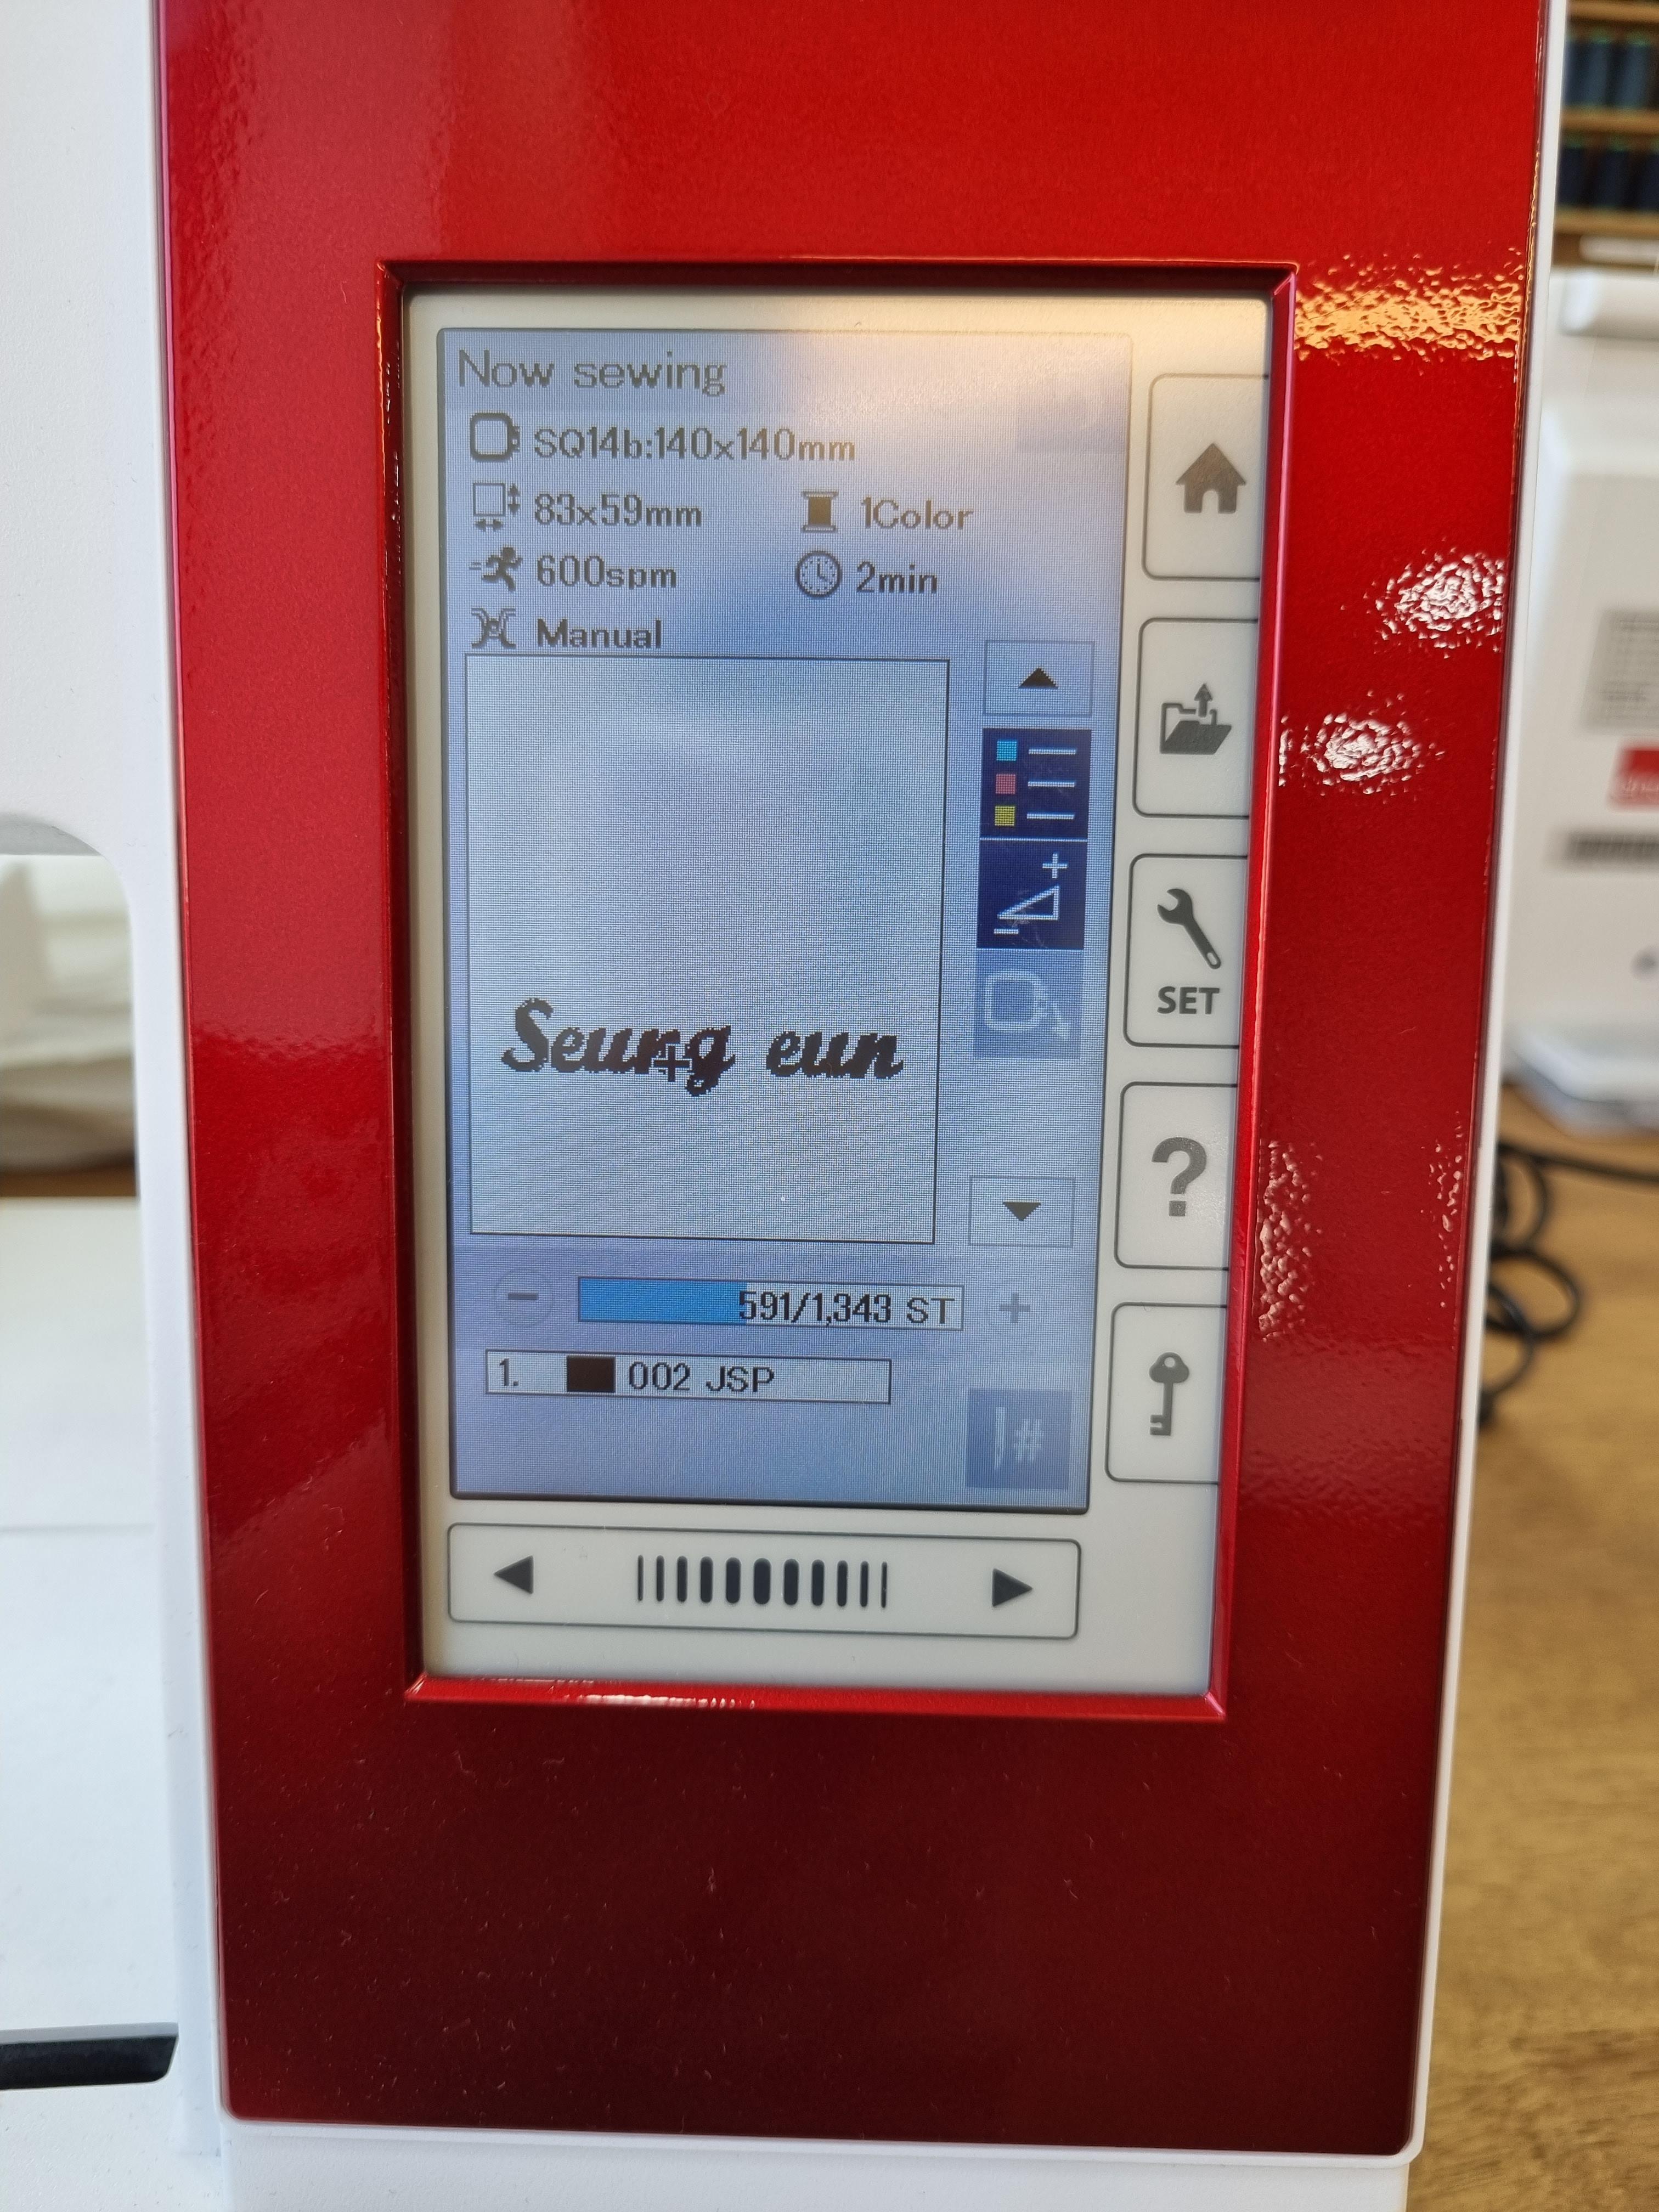 Now sewing
SQ14b:140x140mm
83x59mm 1Color
600spm 2min
Manual
Seung eun
SET
?
591/1,343 ST
1. 002 JSP
#